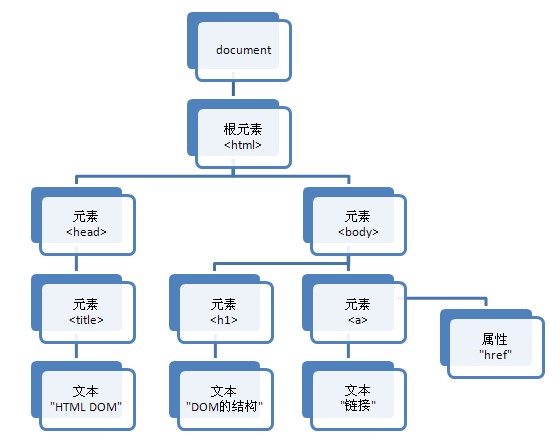 document
根元素
<html>
元素
<head>
元素
<body>
元素
<title>
元素
<h1>
元素
<a>
属性
"href"
文本
"HTML DOM"
文本
"DOM的结构"
文本
"链接"